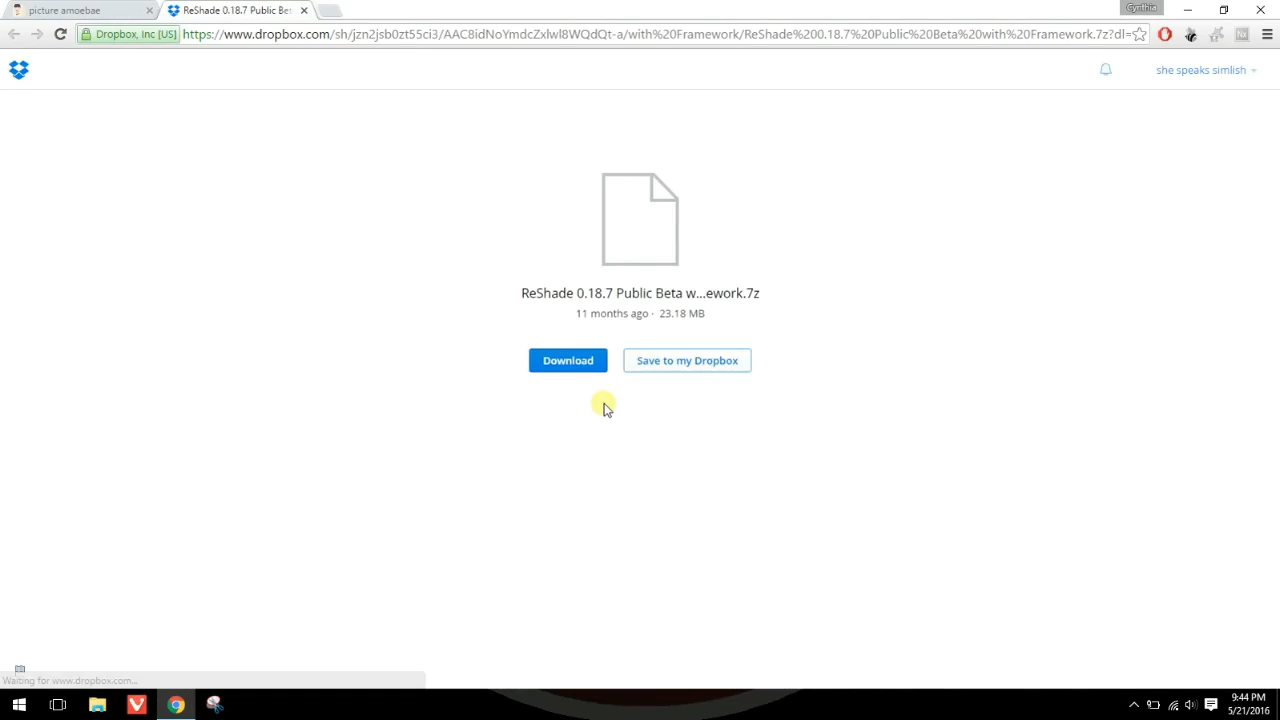 picture amoebae
ReShade 0.18.7 Public Be
Cynthia
Dropbox, Inc [US]
https://www.dropbox.com/sh/jzn2jsb0zt55ci3/AAC8idNoYmdcZxlwl8WQdQt-a/with%20Framework/ReShade%200.18.7%20Public%20Beta%20with%20Framework.7z?dl=
she speaks simlish
ReShade 0.18.7 Public Beta w...ework.7z
11 months ago · 23.18 MB
Download
Save to my Dropbox
Waiting for www.dropbox.com...
9:44 PM
5/21/2016